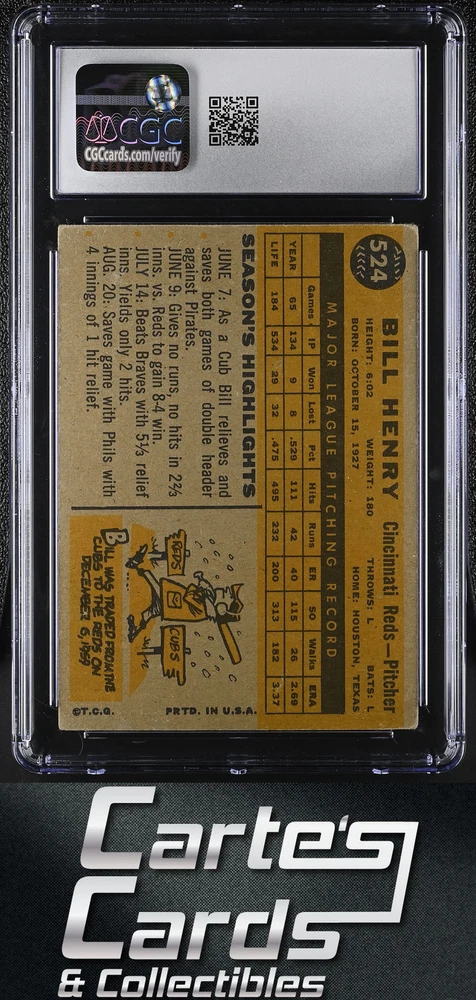 CGC
CGCcards.com/verify
524
BILL HENRY Cincinnati Reds—Pitcher
HEIGHT: 6:02 WEIGHT: 180 THROWS: L BATS: L
BORN: OCTOBER 15, 1927 HOME: HOUSTON, TEXAS
MAJOR LEAGUE PITCHING RECORD
Games IP Won Lost Pct Hits Runs ER SO Walks ERA
YEAR 65 134 9 8 .529 111 42 40 115 26 2.69
LIFE 184 534 29 32 .475 495 232 200 313 182 3.37
SEASON'S HIGHLIGHTS
JUNE 7: As a Cub Bill relieves and
saves both games of double header
against Pirates.
JUNE 9: Gives no runs, no hits in 2⅔
inns. vs. Reds to gain 8-4 win.
JULY 14: Beats Braves with 5⅓ relief
inns. Yields only 2 hits.
AUG. 20: Saves game with Phils with
4 innings of 1 hit relief.
REDS
CUBS
BILL WAS TRADED FROM THE
CUBS TO THE REDS ON
DECEMBER 6, 1959
©T.C.G. PRTD. IN U.S.A.
Carte's
Cards
& Collectibles